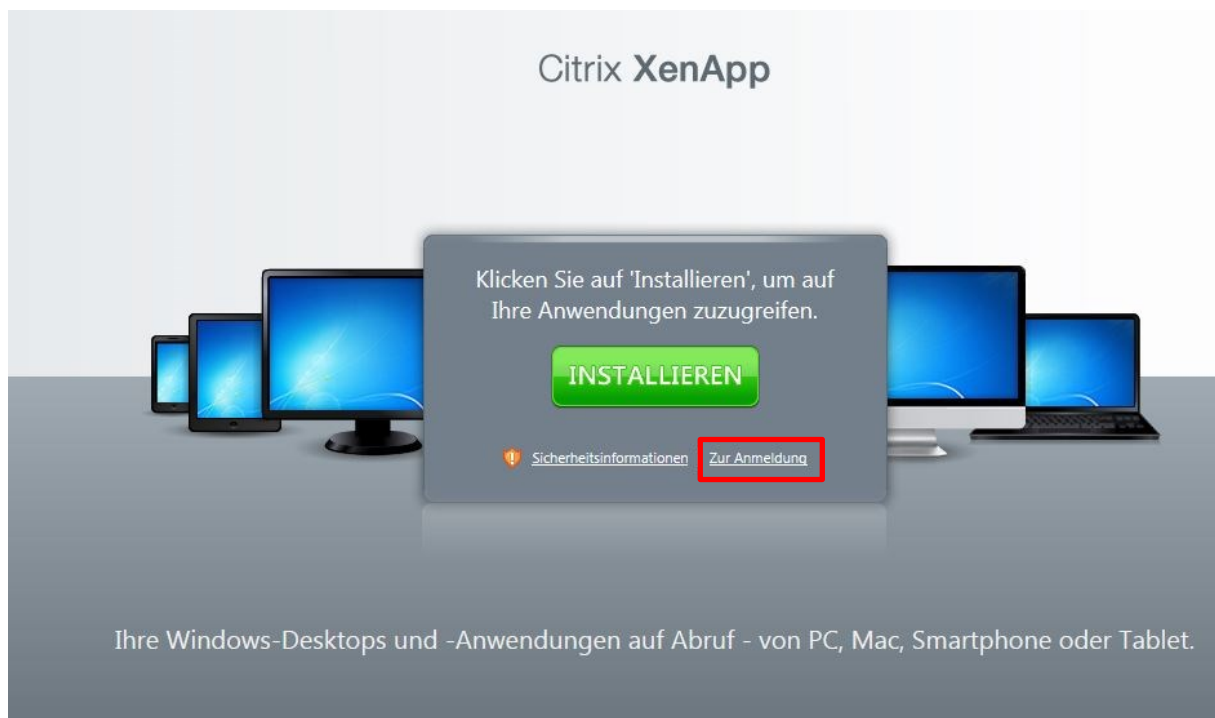 Citrix XenApp
Klicken Sie auf 'Installieren', um auf
Ihre Anwendungen zuzugreifen.
INSTALLIEREN
Sicherheitsinformationen Zur Anmeldung
Ihre Windows-Desktops und -Anwendungen auf Abruf - von PC, Mac, Smartphone oder Tablet.